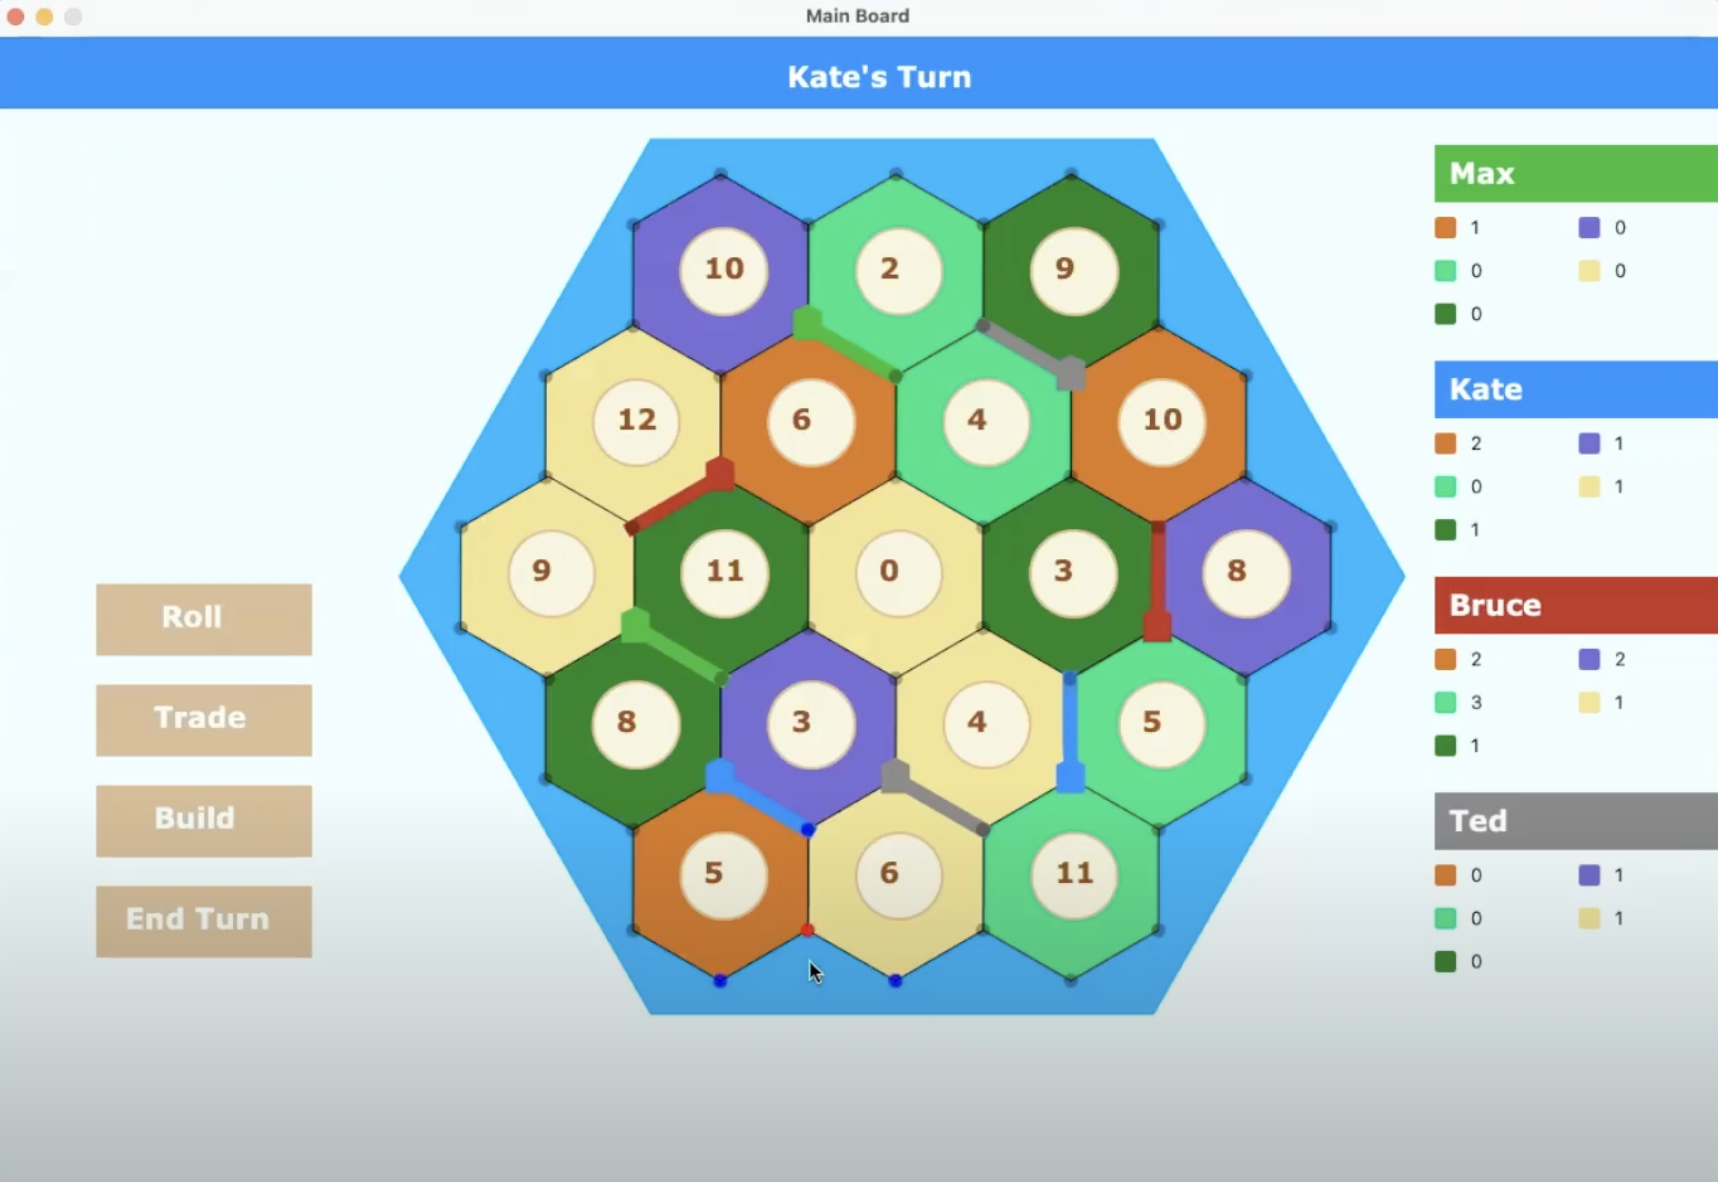 Main Board
Kate's Turn
10 2 9
12 6 4 10
9 11 0 3 8
8 3 4 5
5 6 11
Roll
Trade
Build
End Turn
Max
1 0
0 0
0
Kate
2 1
0 1
1
Bruce
2 2
3 1
1
Ted
0 1
0 1
0